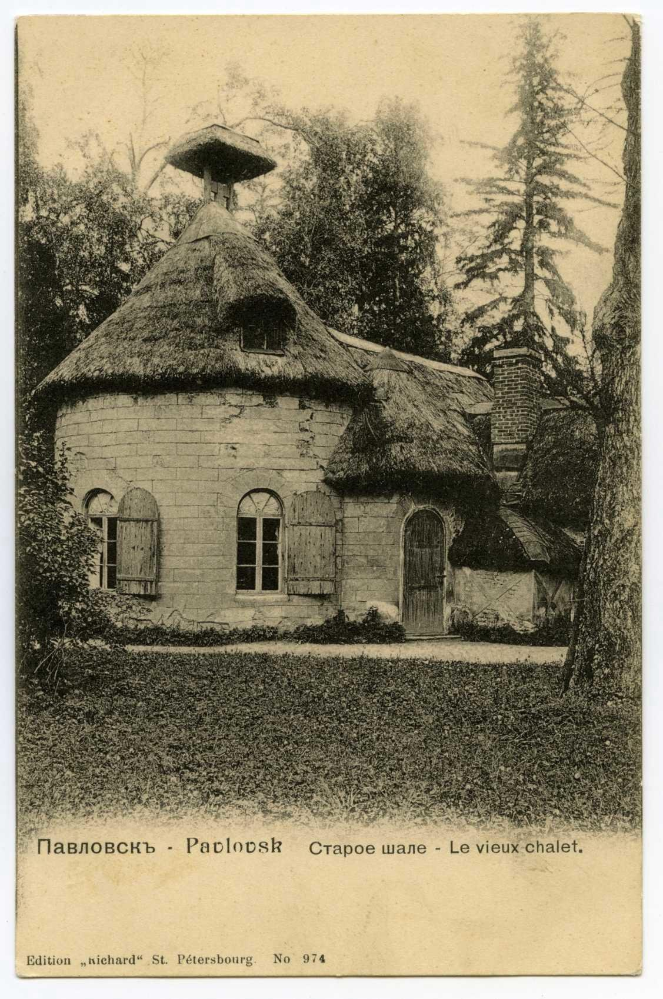 Павловскъ - Pavlovsk Старое шале - Le vieux chalet.
Edition „Richard“ St. Pétersbourg. No 974